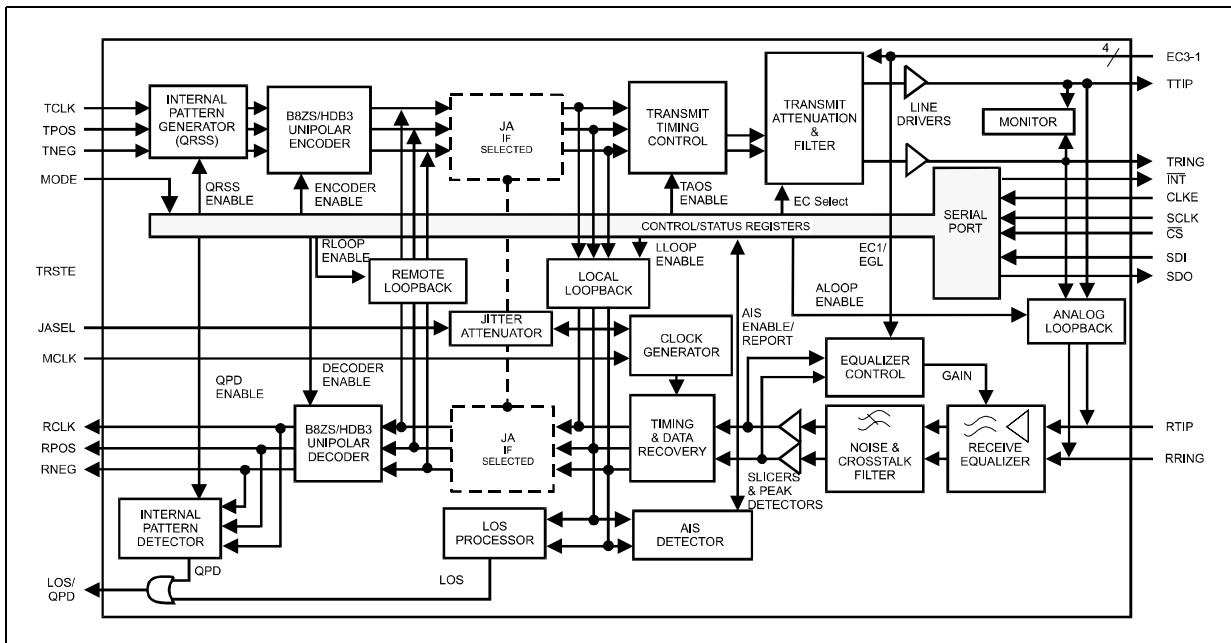 4
EC3-1
TTIP
TCLK
TPOS
TNEG
MODE
INTERNAL
PATTERN
GENERATOR
(QRSS)
B8ZS/HDB3
UNIPOLAR
ENCODER
JA
IF
SELECTED
TRANSMIT
TIMING
CONTROL
TRANSMIT
ATTENUATION
&
FILTER
LINE
DRIVERS
MONITOR
TRING
INT
CLKE
SCLK
CS
SDI
SDO
QRSS
ENABLE
ENCODER
ENABLE
TAOS
ENABLE
EC Select
SERIAL
PORT
CONTROL/STATUS REGISTERS
TRSTE
RLOOP
ENABLE
REMOTE
LOOPBACK
LOCAL
LOOPBACK
LLOOP
ENABLE
EC1/
EGL
ALOOP
ENABLE
ANALOG
LOOPBACK
JASEL
MCLK
JITTER
ATTENUATOR
CLOCK
GENERATOR
AIS
ENABLE/
REPORT
EQUALIZER
CONTROL
GAIN
QPD
ENABLE
DECODER
ENABLE
RCLK
RPOS
RNEG
B8ZS/HDB3
UNIPOLAR
DECODER
JA
IF
SELECTED
TIMING
& DATA
RECOVERY
SLICERS
& PEAK
DETECTORS
NOISE &
CROSSTALK
FILTER
RECEIVE
EQUALIZER
RTIP
RRING
INTERNAL
PATTERN
DETECTOR
LOS
PROCESSOR
AIS
DETECTOR
QPD
LOS
LOS/
QPD